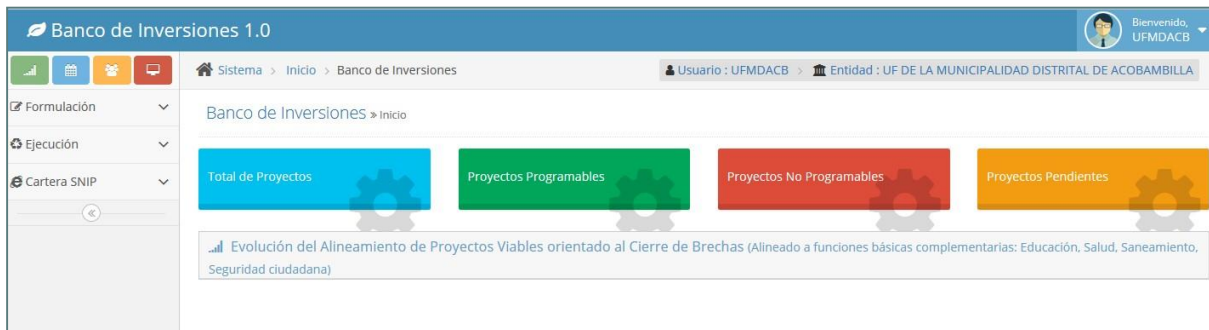 Banco de Inversiones 1.0
Bienvenido,
UFMDACB
Sistema > Inicio > Banco de Inversiones
Usuario : UFMDACB > Entidad : UF DE LA MUNICIPALIDAD DISTRITAL DE ACOBAMBILLA
Formulación
Ejecución
Cartera SNIP
Banco de Inversiones » Inicio
Total de Proyectos
Proyectos Programables
Proyectos No Programables
Proyectos Pendientes
Evolución del Alineamiento de Proyectos Viables orientado al Cierre de Brechas (Alineado a funciones básicas complementarias: Educación, Salud, Saneamiento,
Seguridad ciudadana)